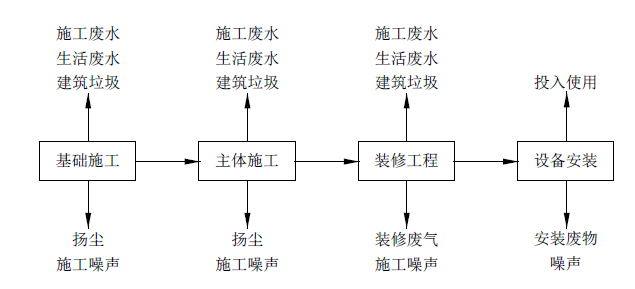 施工废水 施工废水 施工废水
生活废水 生活废水 生活废水
建筑垃圾 建筑垃圾 建筑垃圾 投入使用
基础施工 主体施工 装修工程 设备安装
扬尘 扬尘 装修废气 安装废物
施工噪声 施工噪声 施工噪声 噪声